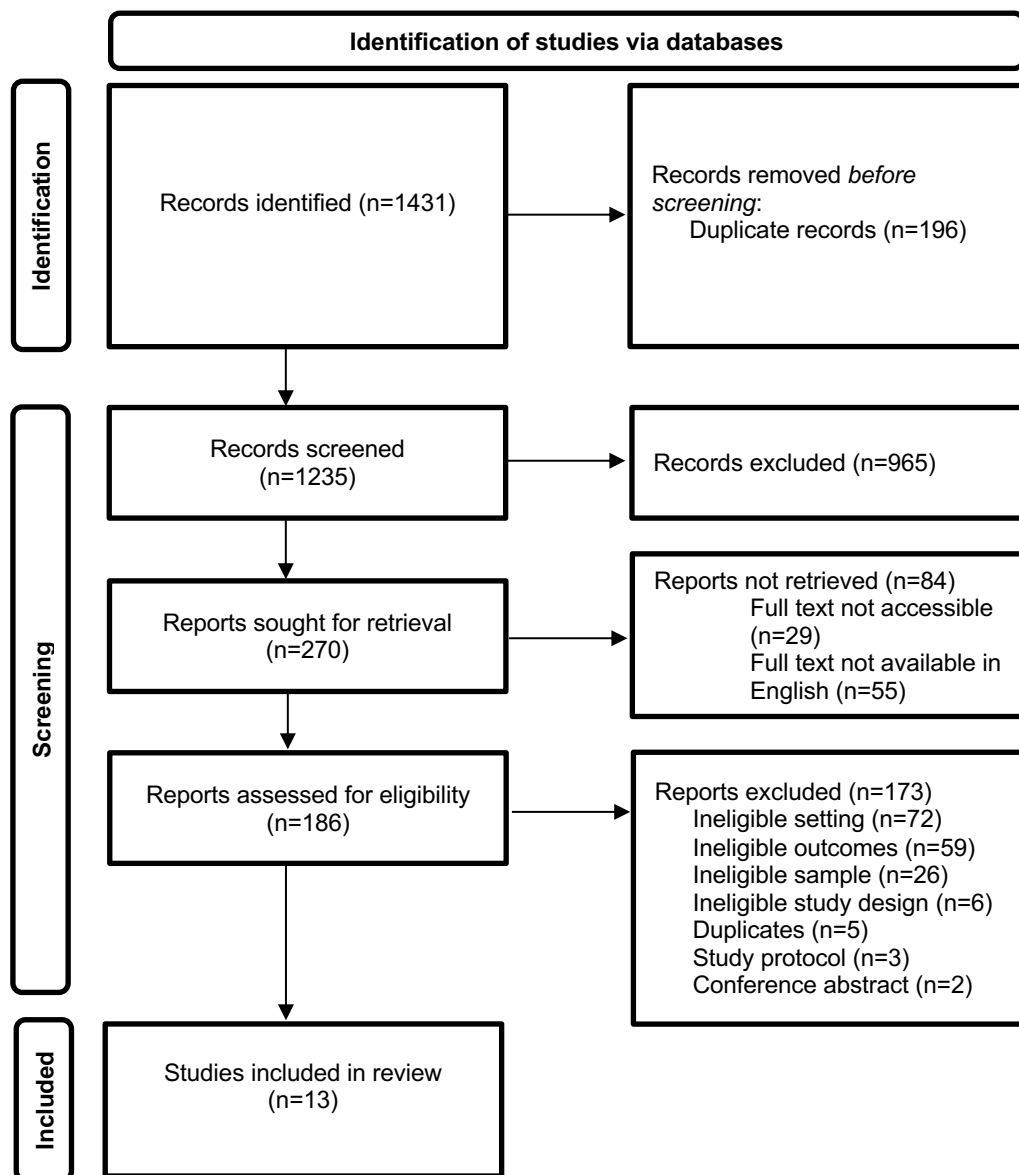 Identification of studies via databases
Identification
Records identified (n=1431)
Records removed before
screening:
Duplicate records (n=196)
Screening
Records screened
(n=1235)
Records excluded (n=965)
Reports sought for retrieval
(n=270)
Reports not retrieved (n=84)
Full text not accessible
(n=29)
Full text not available in
English (n=55)
Reports assessed for eligibility
(n=186)
Reports excluded (n=173)
Ineligible setting (n=72)
Ineligible outcomes (n=59)
Ineligible sample (n=26)
Ineligible study design (n=6)
Duplicates (n=5)
Study protocol (n=3)
Conference abstract (n=2)
Included
Studies included in review
(n=13)